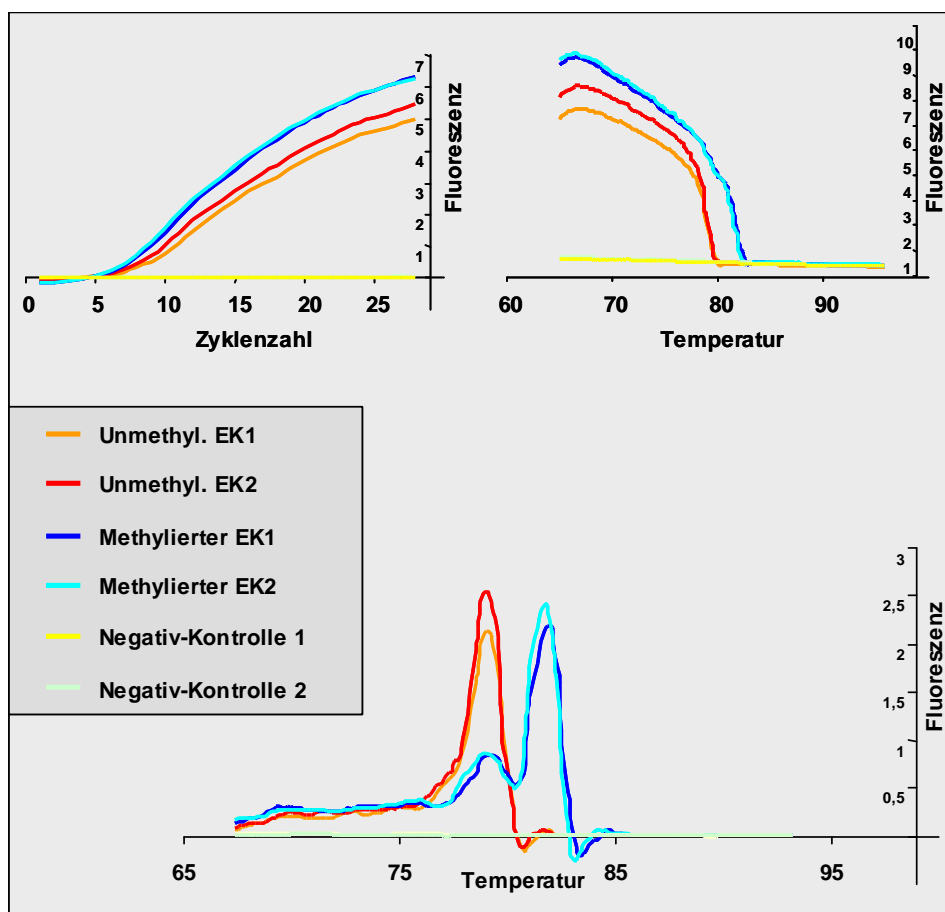 7
6
5
4
3
2
1
Fluoreszenz
0 5 10 15 20 25
Zyklenzahl
10
9
8
7
6
5
4
3
2
1
Fluoreszenz
60 70 80 90
Temperatur
Unmethyl. EK1
Unmethyl. EK2
Methylierter EK1
Methylierter EK2
Negativ-Kontrolle 1
Negativ-Kontrolle 2
3
2,5
2
1,5
1
0,5
Fluoreszenz
65 75 85 95
Temperatur